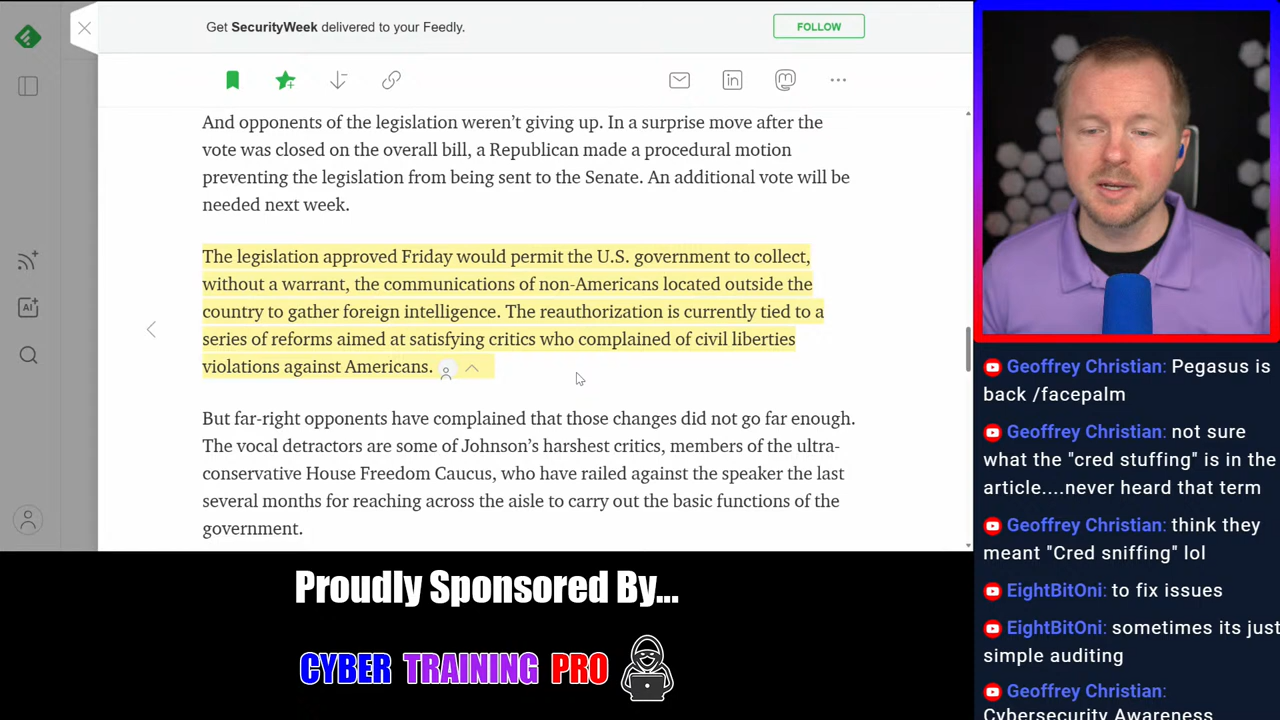 Get SecurityWeek delivered to your Feedly.
FOLLOW
And opponents of the legislation weren’t giving up. In a surprise move after the
vote was closed on the overall bill, a Republican made a procedural motion
preventing the legislation from being sent to the Senate. An additional vote will be
needed next week.
The legislation approved Friday would permit the U.S. government to collect,
without a warrant, the communications of non-Americans located outside the
country to gather foreign intelligence. The reauthorization is currently tied to a
series of reforms aimed at satisfying critics who complained of civil liberties
violations against Americans.
But far-right opponents have complained that those changes did not go far enough.
The vocal detractors are some of Johnson’s harshest critics, members of the ultra-
conservative House Freedom Caucus, who have railed against the speaker the last
several months for reaching across the aisle to carry out the basic functions of the
government.
AI+
in
Geoffrey Christian: Pegasus is
back /facepalm
Geoffrey Christian: not sure
what the "cred stuffing" is in the
article....never heard that term
Geoffrey Christian: think they
meant "Cred sniffing" lol
EightBitOni: to fix issues
EightBitOni: sometimes its just
simple auditing
Geoffrey Christian:
Cybersecurity Awareness
Proudly Sponsored By...
CYBER TRAINING PRO